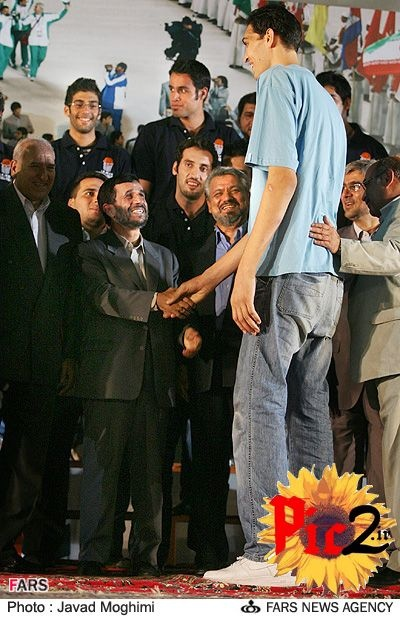 Pic2.ir
FARS
Photo : Javad Moghimi FARS NEWS AGENCY